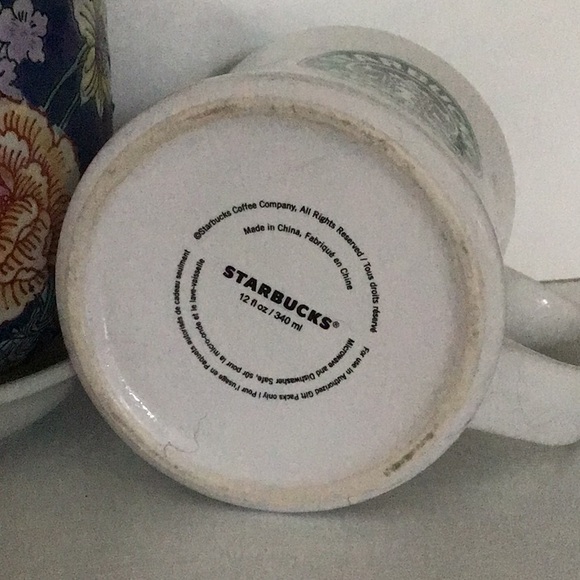 ©Starbucks Coffee Company, All Rights Reserved / Tous droits réservé
Made in China, Fabriqué en Chine
STARBUCKS®
12 fl oz / 340 ml
Microwave and Dishwasher Safe, sûr pour le micro-onde et le lave-vaisselle
For use in Authorized Gift Packs only / Pour l'usage en Paquets autorisés de cadeau seulment